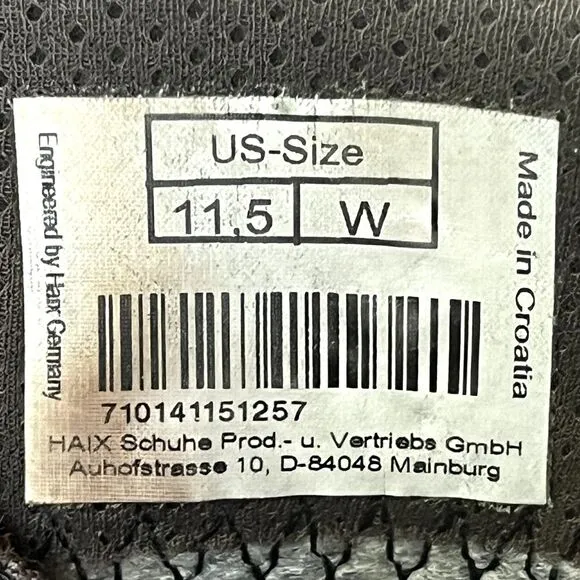 US-Size
11,5 W
Engineered by Haix Germany
Made in Croatia
710141151257
HAIX Schuhe Prod.- u. Vertriebs GmbH
Auhofstrasse 10, D-84048 Mainburg